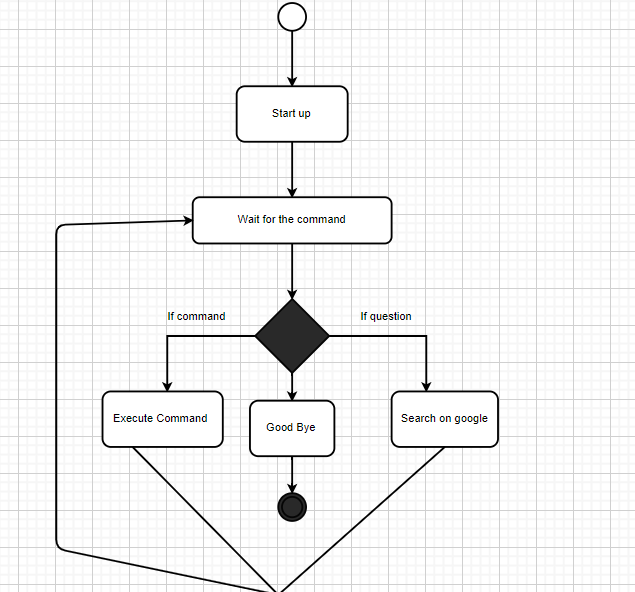 Start up
Wait for the command
If command
If question
Execute Command
Good Bye
Search on google